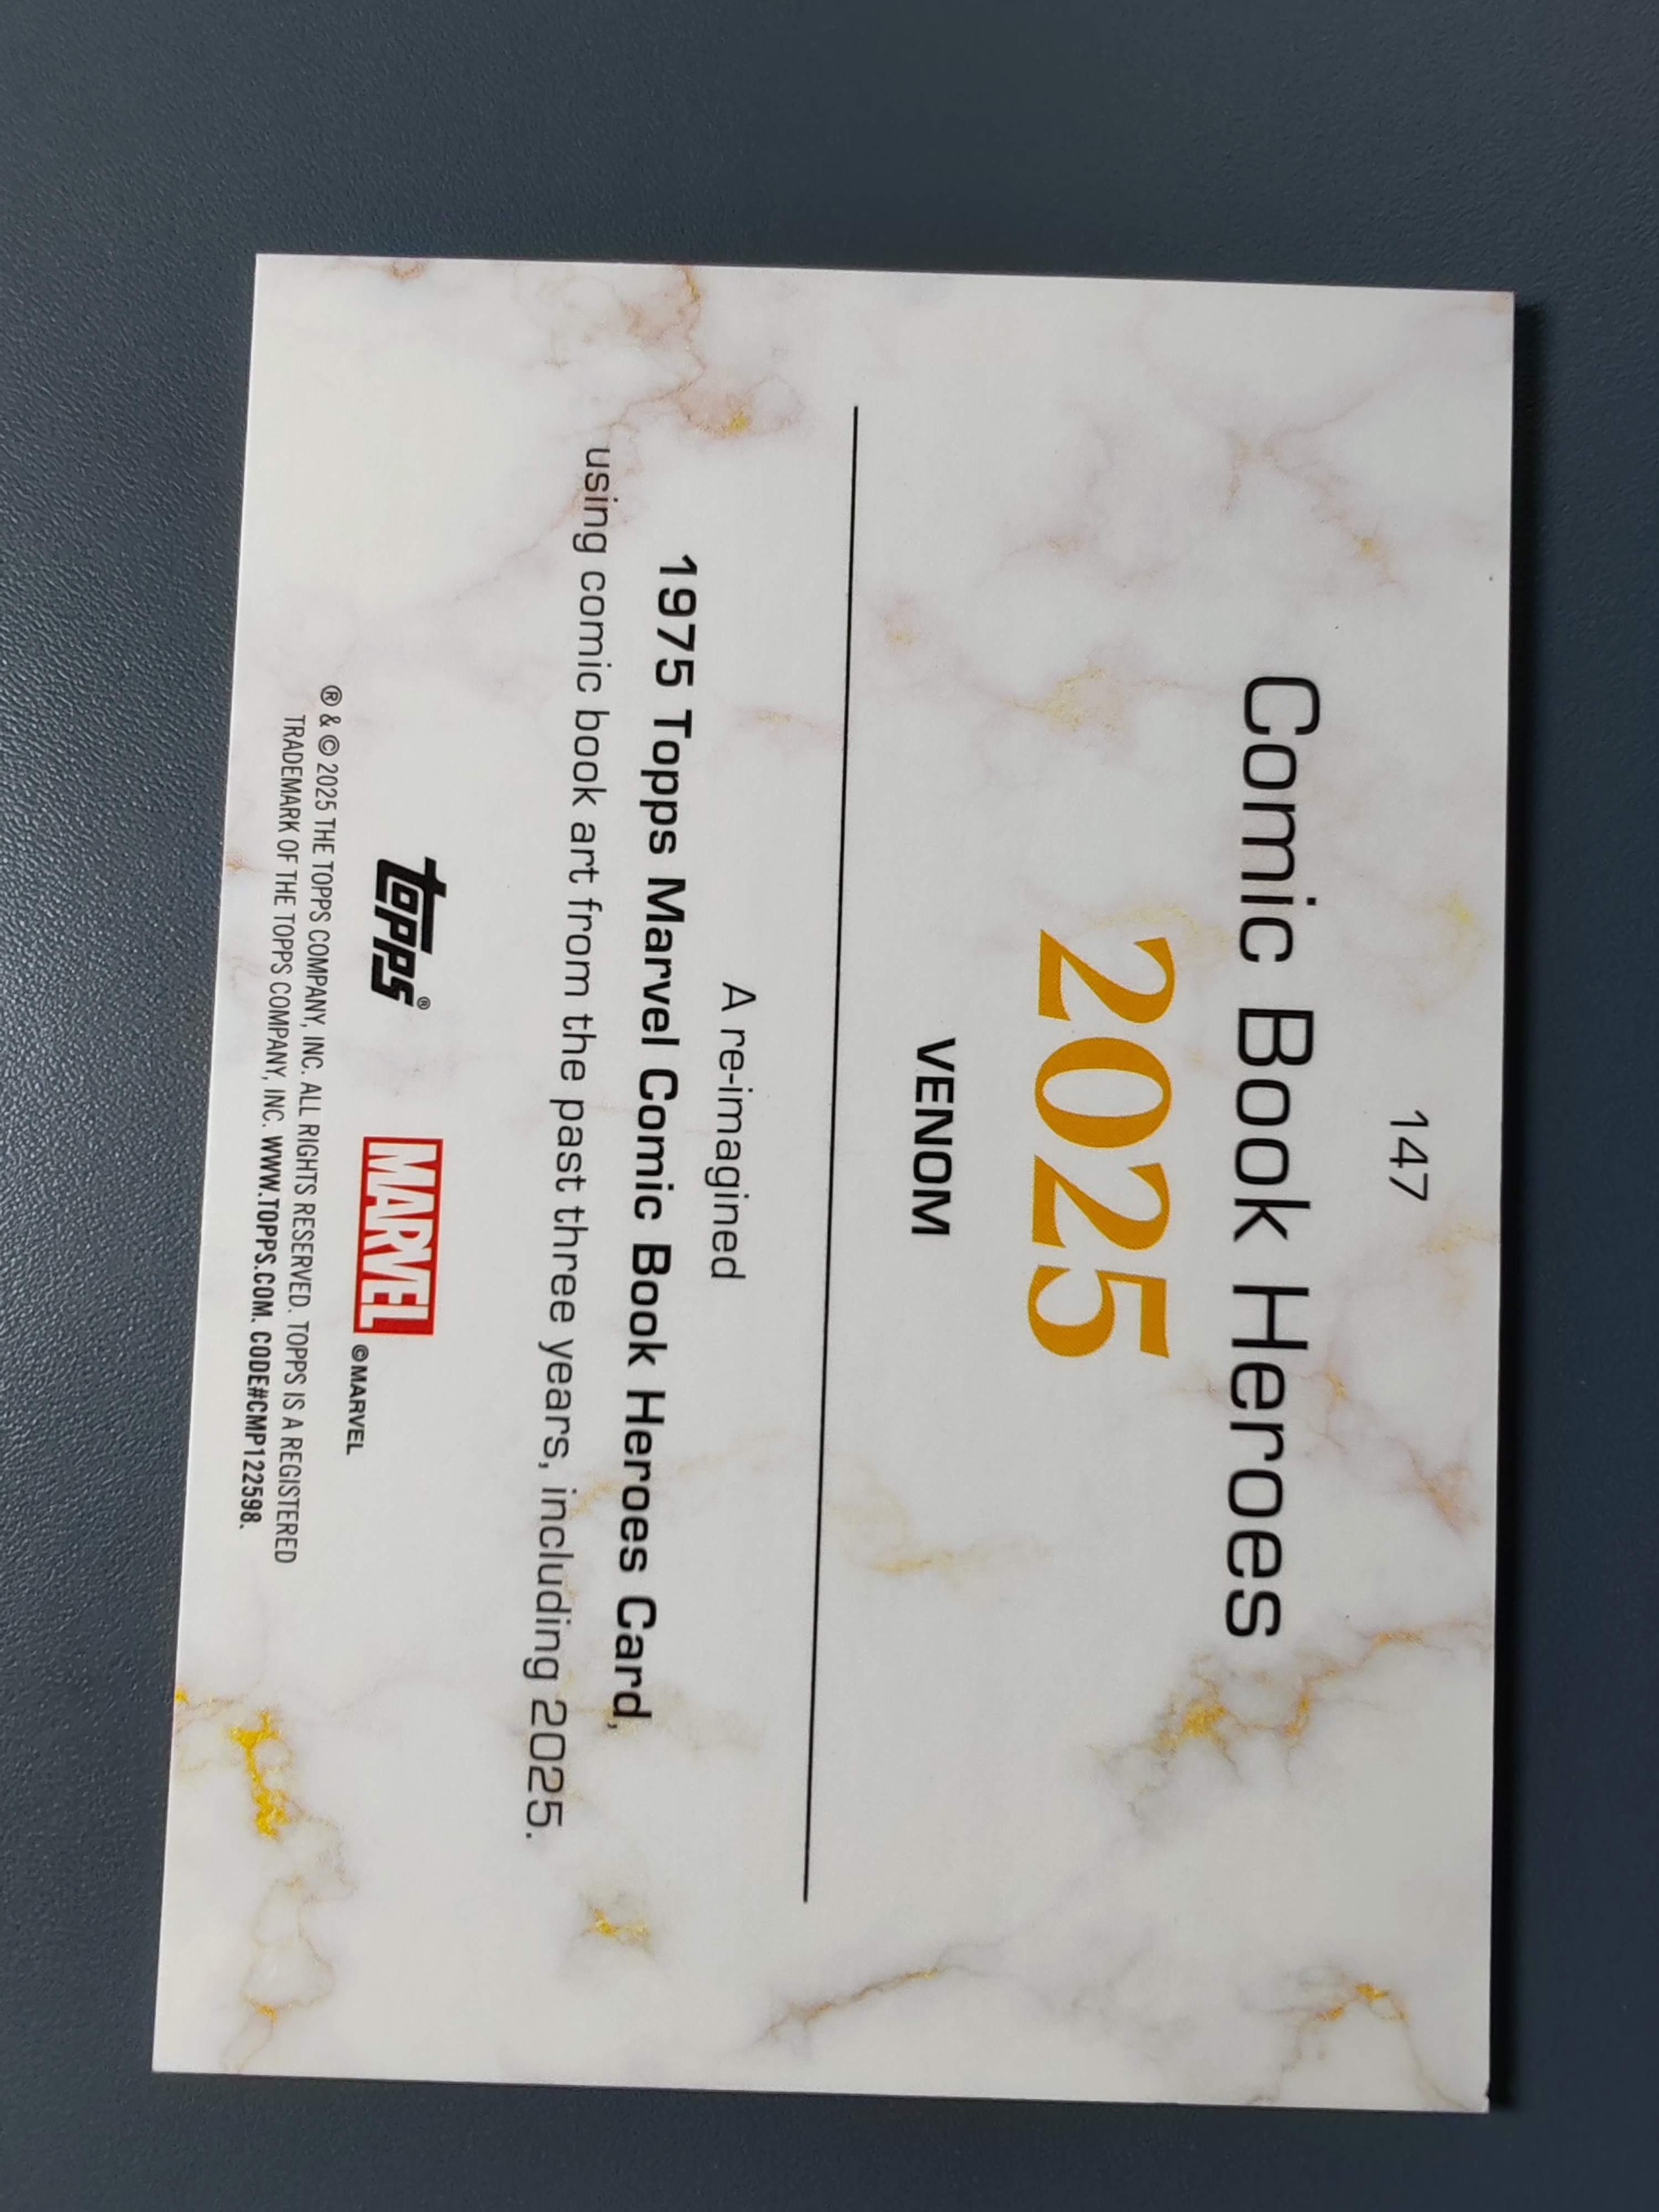 147
Comic Book Heroes
2025
VENOM
A re-imagined
1975 Topps Marvel Comic Book Heroes Card,
using comic book art from the past three years, including 2025.
topps® MARVEL ©MARVEL
® & © 2025 THE TOPPS COMPANY, INC. ALL RIGHTS RESERVED. TOPPS IS A REGISTERED
TRADEMARK OF THE TOPPS COMPANY, INC. WWW.TOPPS.COM. CODE#CMP122598.